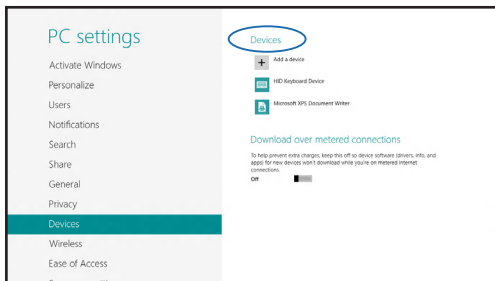 PC settings
Activate Windows
Personalize
Users
Notifications
Search
Share
General
Privacy
Devices
Wireless
Ease of Access
Devices
Add a device
HID Keyboard Device
Microsoft XPS Document Writer
Download over metered connections
To help prevent extra charges, keep this off so device software (drivers, info, and
apps) for new devices won't download while you're on metered Internet
connections.
Off